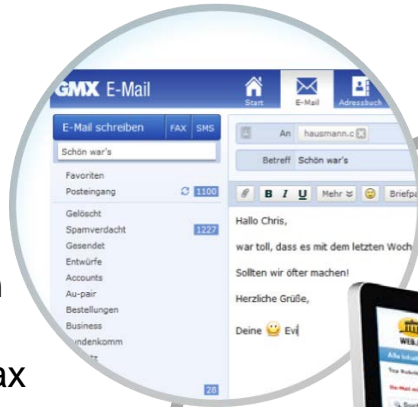 GMX E-Mail
Start E-Mail Adressbuch
E-Mail schreiben FAX SMS
An hausmann.c
Schön war's
Betreff Schön war's
Favoriten
Posteingang 1100
B I U Mehr
Gelöscht
Hallo Chris,
Spamverdacht 1227
Gesendet
war toll, dass es mit dem letzten
Entwürfe
Accounts
Sollten wir öfter machen!
Au-pair
Bestellungen
Herzliche Grüße,
Business
Deine Evi
28
ax
WEB.